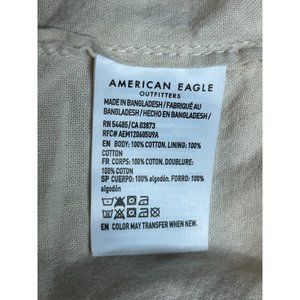 AMERICAN EAGLE
OUTFITTERS
MADE IN BANGLADESH / FABRIQUÉ AU
BANGLADESH / HECHO EN BANGLADESH /
RN 54485 / CA 03873
RFC# AEM120605U9A
EN BODY: 100% COTTON. LINING: 100%
COTTON
FR CORPS: 100% COTON. DOUBLURE:
100% COTON
SP CUERPO: 100% algodón. FORRO: 100%
algodón
EN COLOR MAY TRANSFER WHEN NEW.